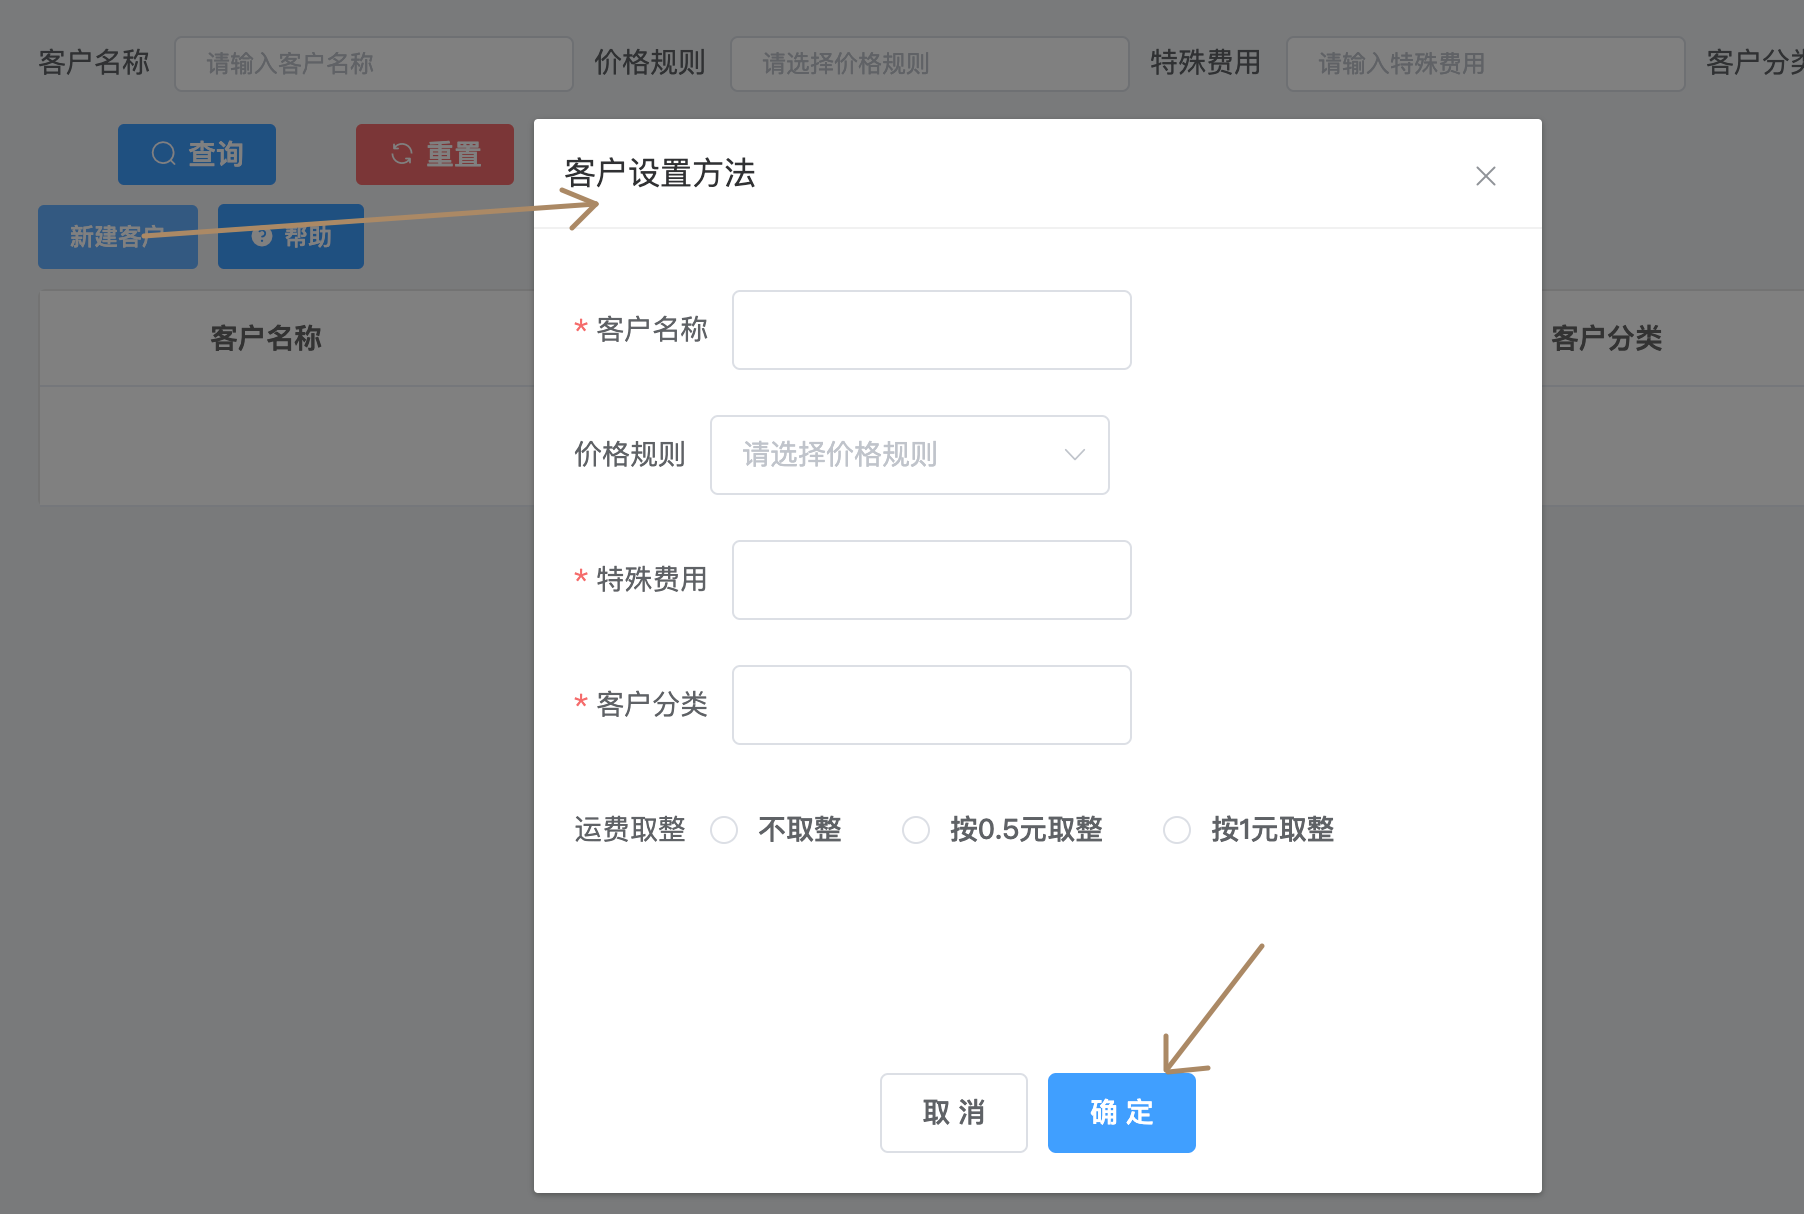 客户名称 请输入客户名称 价格规则 请选择价格规则 特殊费用 请输入特殊费用 客户分类
查询 重置
新建客户 帮助
客户名称 客户分类
客户设置方法
* 客户名称
价格规则 请选择价格规则
* 特殊费用
* 客户分类
运费取整 不取整 按0.5元取整 按1元取整
取 消 确 定